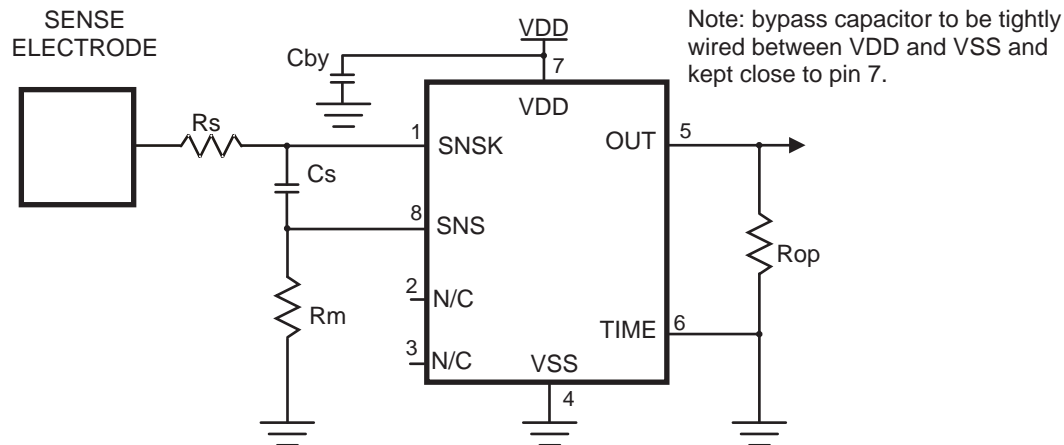 SENSE
ELECTRODE
VDD
Note: bypass capacitor to be tightly
wired between VDD and VSS and
kept close to pin 7.
Cby
7
VDD
Rs
1
SNSK
OUT
5
Cs
8
SNS
Rop
2
N/C
Rm
TIME
6
3
N/C
VSS
4